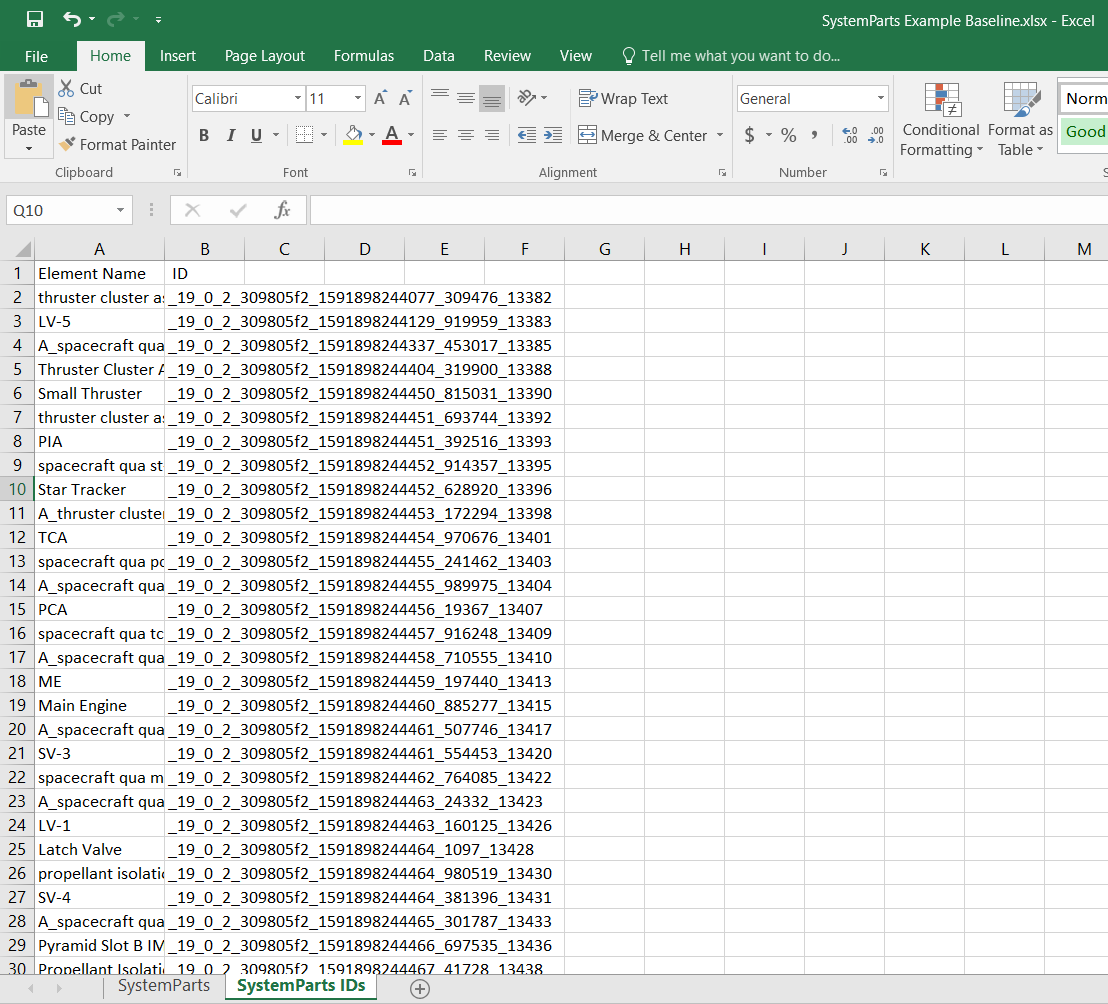 SystemParts Example Baseline.xlsx - Excel
File Home Insert Page Layout Formulas Data Review View Tell me what you want to do...
Cut
Copy
Format Painter
Paste
Clipboard
Calibri 11 A A
B I U A
Font
Wrap Text
Merge & Center
Alignment
General
$ % , .0 .00 .00 .0
Number
Conditional Formatting
Format as Table
Norm
Good
Q10 fx
A B C D E F G H I J K L M
1 Element Name ID
2 thruster cluster as _19_0_2_309805f2_1591898244077_309476_13382
3 LV-5 _19_0_2_309805f2_1591898244129_919959_13383
4 A_spacecraft qua _19_0_2_309805f2_1591898244337_453017_13385
5 Thruster Cluster A _19_0_2_309805f2_1591898244404_319900_13388
6 Small Thruster _19_0_2_309805f2_1591898244450_815031_13390
7 thruster cluster as _19_0_2_309805f2_1591898244451_693744_13392
8 PIA _19_0_2_309805f2_1591898244451_392516_13393
9 spacecraft qua st _19_0_2_309805f2_1591898244452_914357_13395
10 Star Tracker _19_0_2_309805f2_1591898244452_628920_13396
11 A_thruster cluster _19_0_2_309805f2_1591898244453_172294_13398
12 TCA _19_0_2_309805f2_1591898244454_970676_13401
13 spacecraft qua po _19_0_2_309805f2_1591898244455_241462_13403
14 A_spacecraft qua _19_0_2_309805f2_1591898244455_989975_13404
15 PCA _19_0_2_309805f2_1591898244456_19367_13407
16 spacecraft qua tc _19_0_2_309805f2_1591898244457_916248_13409
17 A_spacecraft qua _19_0_2_309805f2_1591898244458_710555_13410
18 ME _19_0_2_309805f2_1591898244459_197440_13413
19 Main Engine _19_0_2_309805f2_1591898244460_885277_13415
20 A_spacecraft qua _19_0_2_309805f2_1591898244461_507746_13417
21 SV-3 _19_0_2_309805f2_1591898244461_554453_13420
22 spacecraft qua m _19_0_2_309805f2_1591898244462_764085_13422
23 A_spacecraft qua _19_0_2_309805f2_1591898244463_24332_13423
24 LV-1 _19_0_2_309805f2_1591898244463_160125_13426
25 Latch Valve _19_0_2_309805f2_1591898244464_1097_13428
26 propellant isolatio _19_0_2_309805f2_1591898244464_980519_13430
27 SV-4 _19_0_2_309805f2_1591898244464_381396_13431
28 A_spacecraft qua _19_0_2_309805f2_1591898244465_301787_13433
29 Pyramid Slot B IM _19_0_2_309805f2_1591898244466_697535_13436
30 Propellant Isolati _19_0_2_309805f2_1591898244467_41728_13438
SystemParts SystemParts IDs